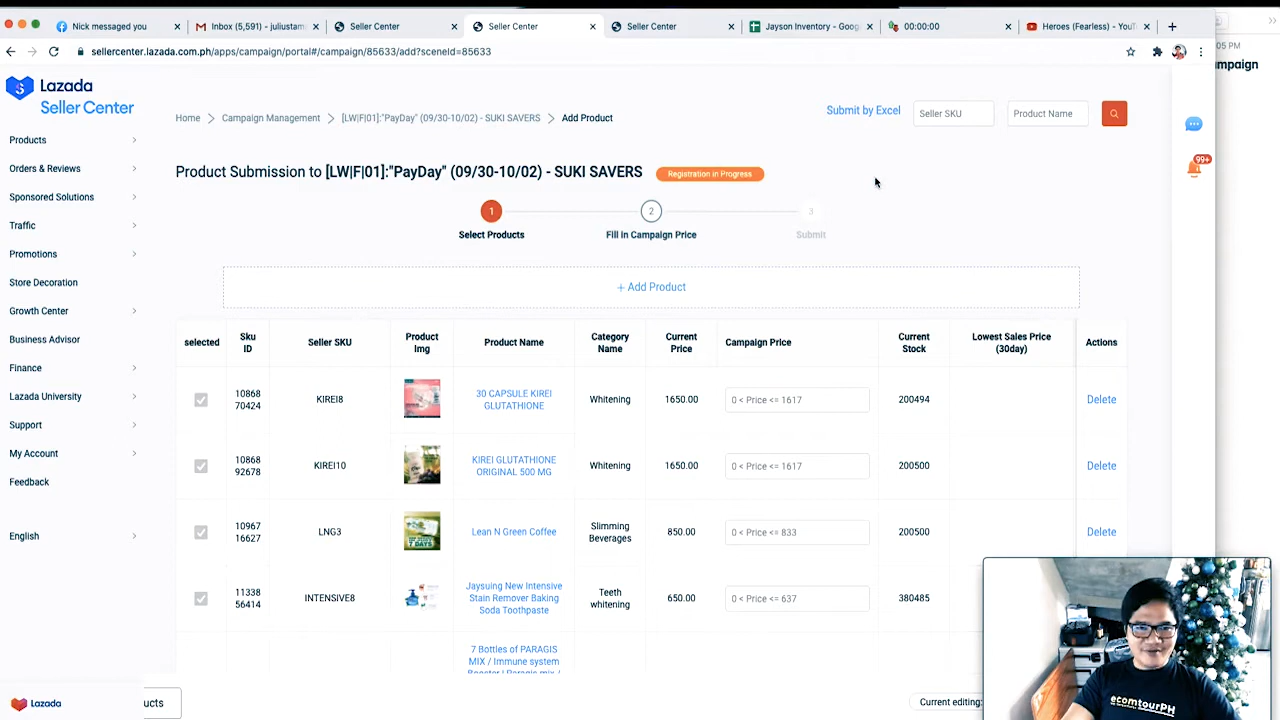 Nick messaged you
Inbox (5,591) - juliustam
Seller Center
Seller Center
Seller Center
Jayson Inventory - Goog
00:00:00
Heroes (Fearless) - YouT
sellercenter.lazada.com.ph/apps/campaign/portal#/campaign/85633/add?sceneId=85633
05 PM
mpaign
Lazada
Seller Center
Home > Campaign Management > [LW|F|01]:"PayDay" (09/30-10/02) - SUKI SAVERS > Add Product
Submit by Excel
Seller SKU
Product Name
99+
Products
Orders & Reviews
Sponsored Solutions
Traffic
Promotions
Store Decoration
Growth Center
Business Advisor
Finance
Lazada University
Support
My Account
Feedback
English
Product Submission to [LW|F|01]:"PayDay" (09/30-10/02) - SUKI SAVERS
Registration in Progress
1
2
3
Select Products
Fill in Campaign Price
Submit
+ Add Product
selected
Sku
ID
Seller SKU
Product
Img
Product Name
Category
Name
Current
Price
Campaign Price
Current
Stock
Lowest Sales Price
(30day)
Actions
10868
70424
KIREI8
30 CAPSULE KIREI
GLUTATHIONE
Whitening
1650.00
0 < Price <= 1617
200494
Delete
10868
92678
KIREI10
KIREI GLUTATHIONE
ORIGINAL 500 MG
Whitening
1650.00
0 < Price <= 1617
200500
Delete
10967
16627
LNG3
Lean N Green Coffee
Slimming
Beverages
850.00
0 < Price <= 833
200500
Delete
11338
56414
INTENSIVE8
Jaysuing New Intensive
Stain Remover Baking
Soda Toothpaste
Teeth
whitening
650.00
0 < Price <= 637
380485
7 Bottles of PARAGIS
MIX / Immune system
Booster | Paragis mix /
Lazada
ucts
Current editing:
ecomtourPH